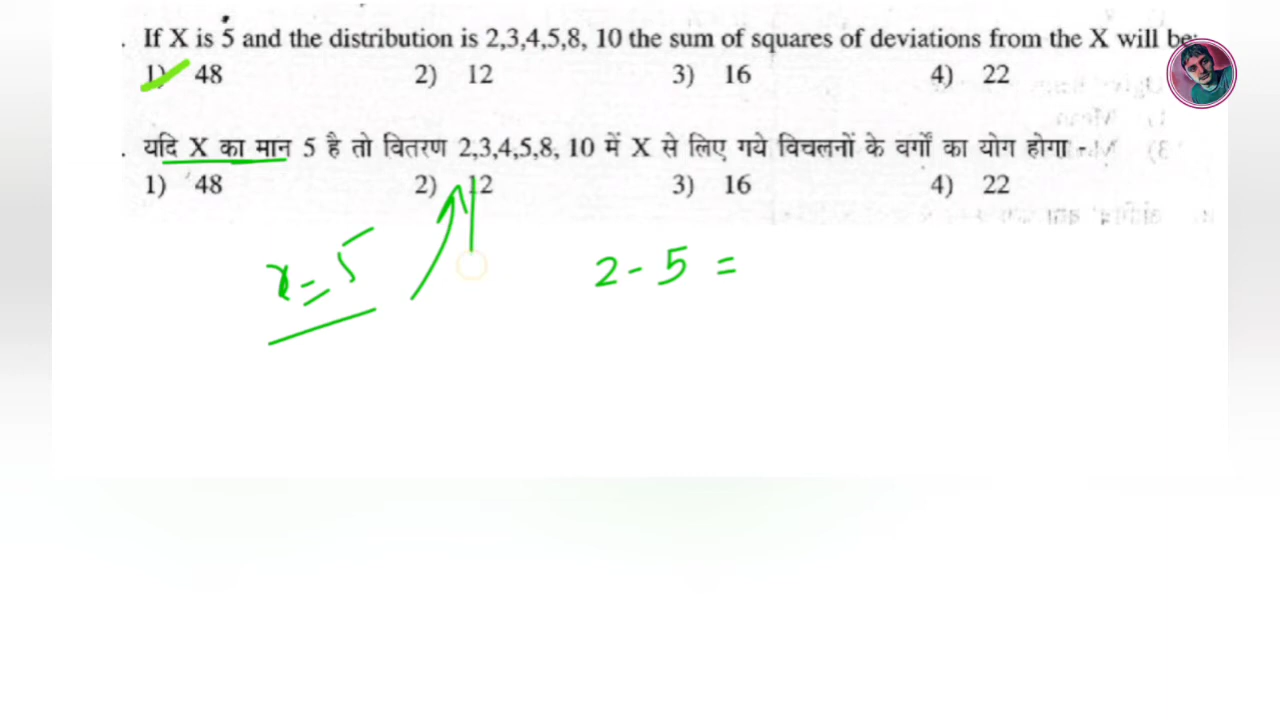 . If X is 5 and the distribution is 2,3,4,5,8, 10 the sum of squares of deviations from the X will be:
1) 48 2) 12 3) 16 4) 22
. यदि X का मान 5 है तो वितरण 2,3,4,5,8, 10 में X से लिए गये विचलनों के वर्गों का योग होगा -
1) 48 2) 12 3) 16 4) 22
x = 5
2 - 5 =